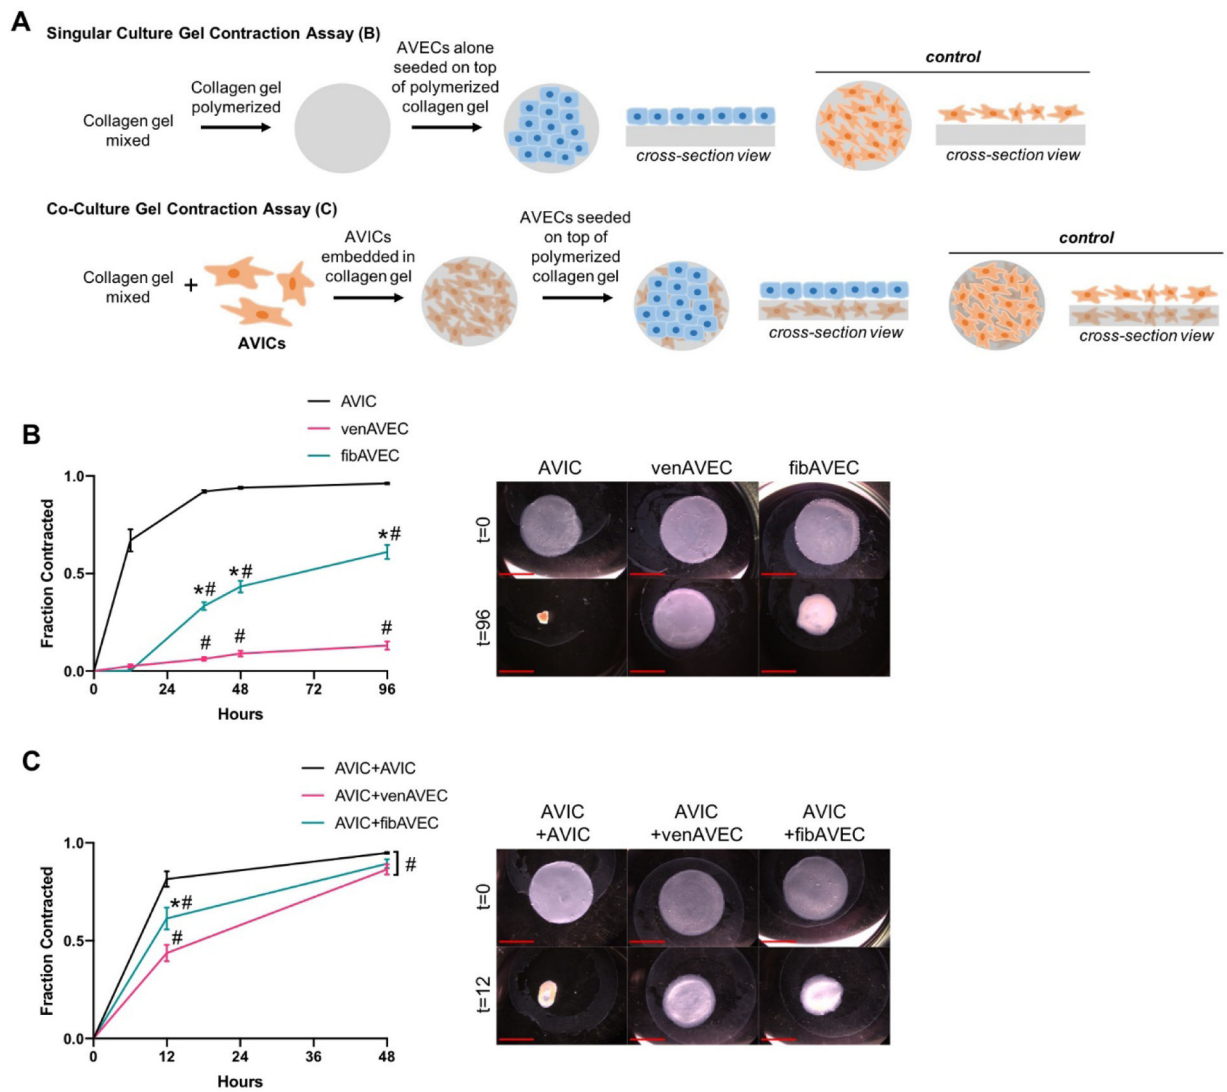 A
Singular Culture Gel Contraction Assay (B)
Collagen gel
mixed
Collagen gel
polymerized
AVECs alone
seeded on top
of polymerized
collagen gel
cross-section view
control
cross-section view
Co-Culture Gel Contraction Assay (C)
Collagen gel
mixed
+
AVICs
AVICs
embedded in
collagen gel
AVECs seeded
on top of
polymerized
collagen gel
cross-section view
control
cross-section view
B
AVIC
venAVEC
fibAVEC
Fraction Contracted
1.0
0.5
0.0
*#
*#
*#
#
#
#
0 24 48 72 96
Hours
AVIC venAVEC fibAVEC
t=0
t=96
C
AVIC+AVIC
AVIC+venAVEC
AVIC+fibAVEC
Fraction Contracted
1.0
0.5
0.0
*#
#
#
0 12 24 36 48
Hours
AVIC
+AVIC
AVIC
+venAVEC
AVIC
+fibAVEC
t=0
t=12